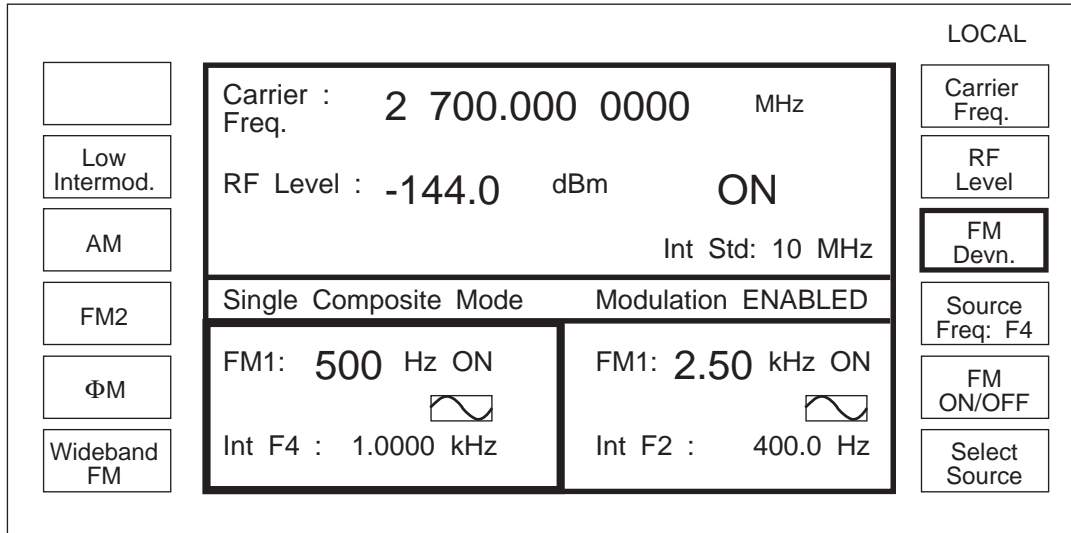 LOCAL
Low
Intermod.
AM
FM2
ΦM
Wideband
FM
Carrier :
Freq.
2 700.000 0000 MHz
RF Level : -144.0 dBm ON
Int Std: 10 MHz
Single Composite Mode
Modulation ENABLED
FM1: 500 Hz ON
Int F4 : 1.0000 kHz
FM1: 2.50 kHz ON
Int F2 : 400.0 Hz
Carrier
Freq.
RF
Level
FM
Devn.
Source
Freq: F4
FM
ON/OFF
Select
Source